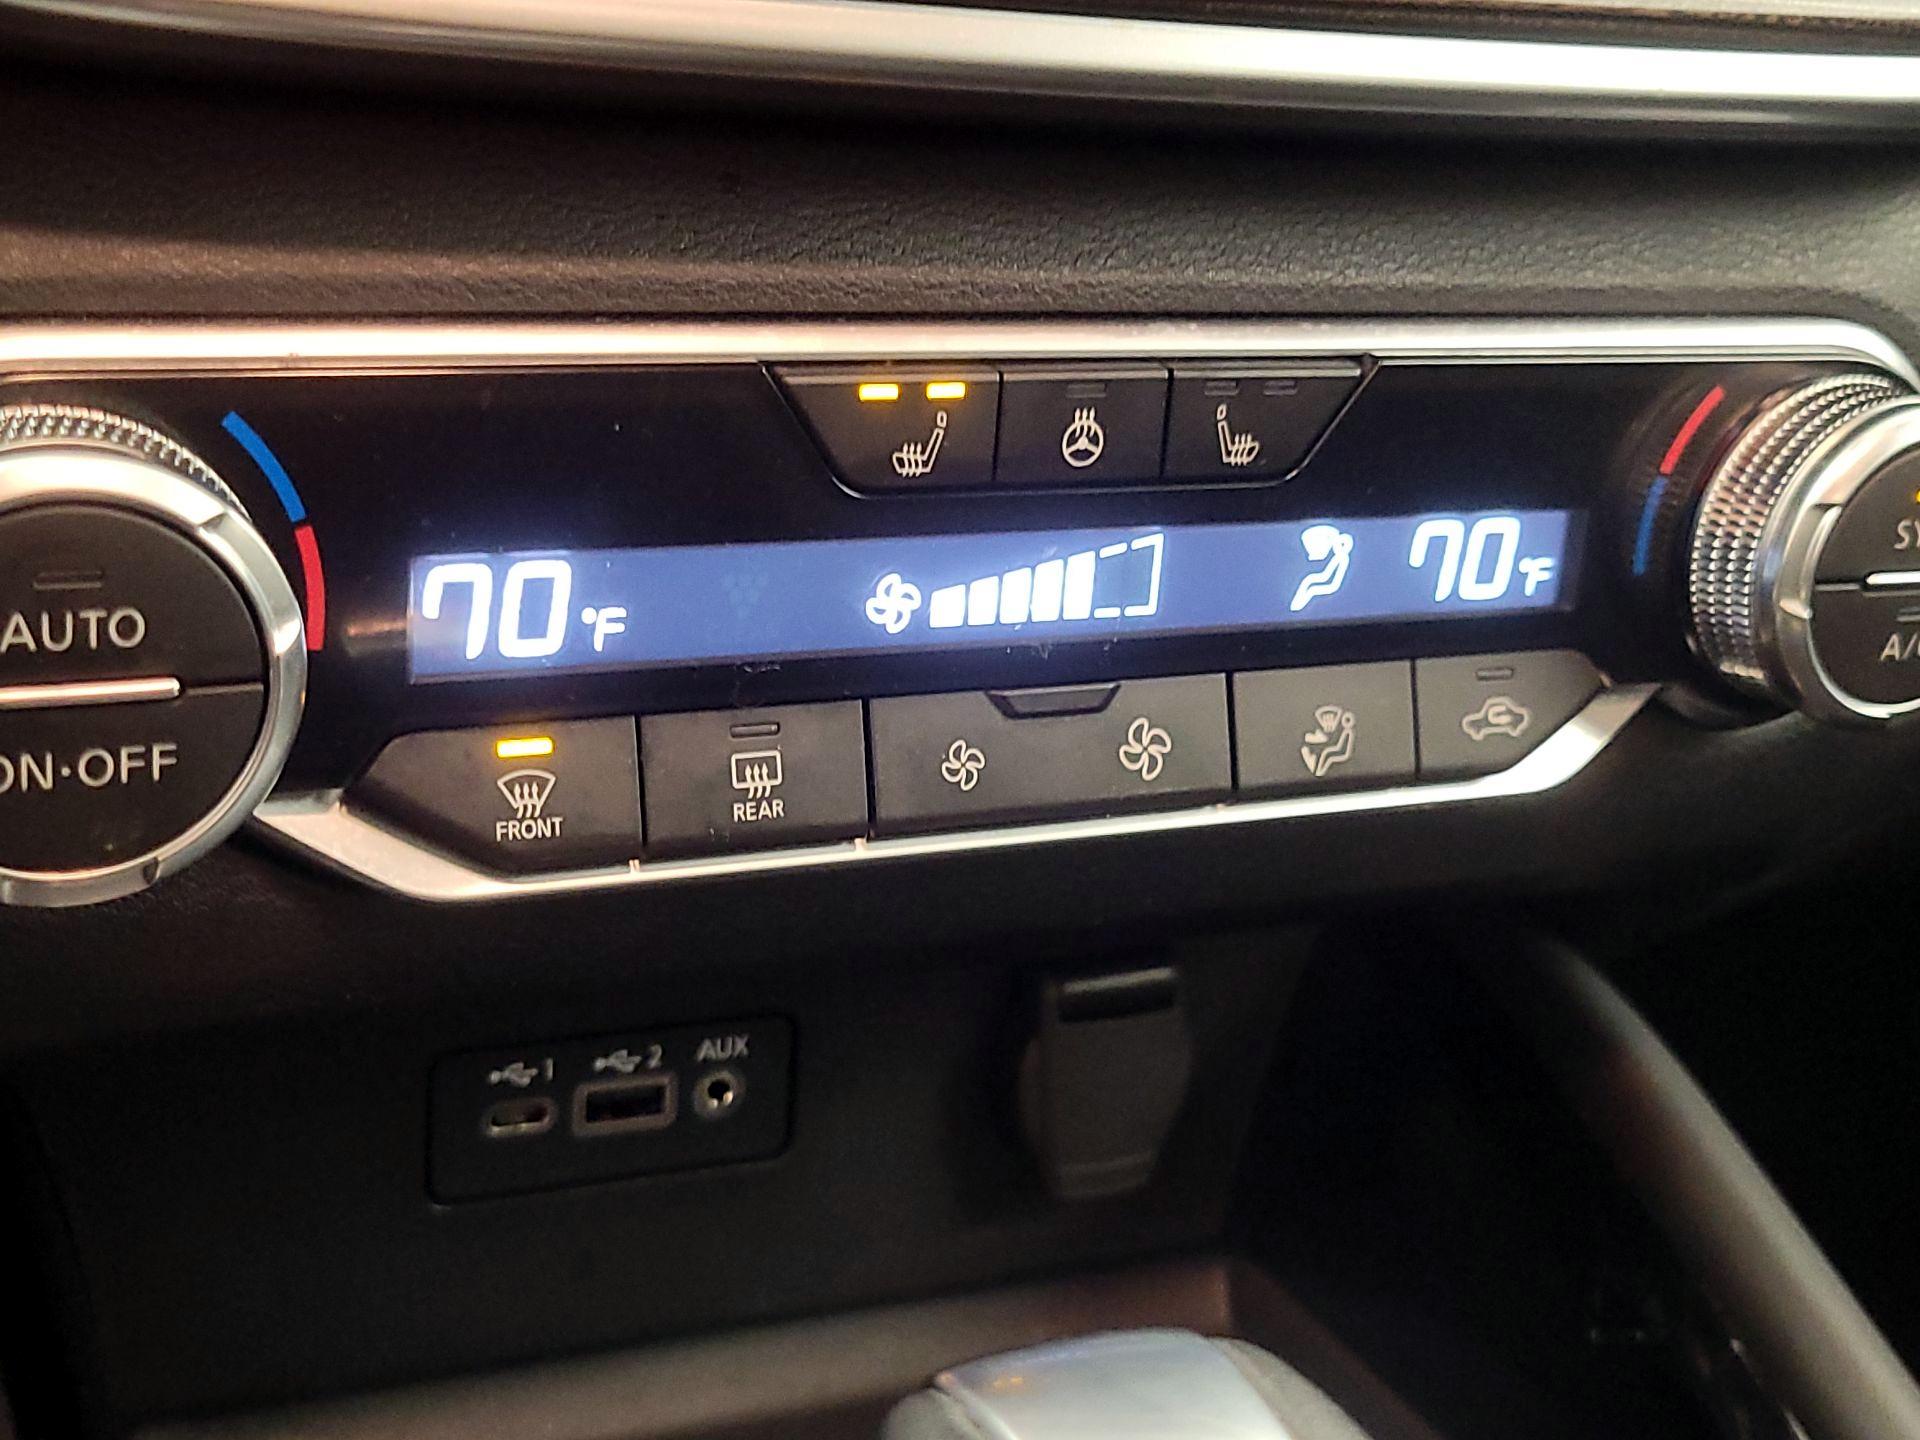 70°F
70°F
AUTO
ON·OFF
FRONT
REAR
1
2
AUX